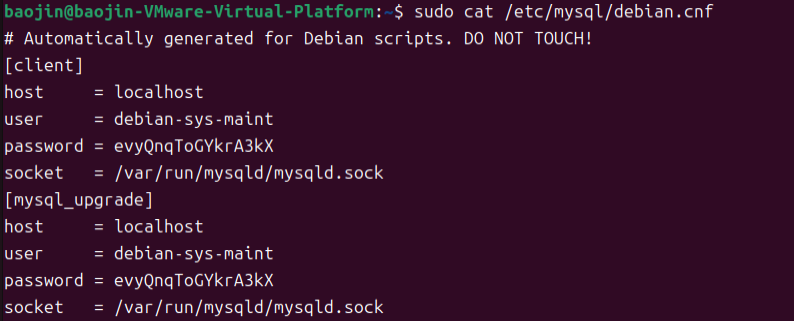 baojin@baojin-VMware-Virtual-Platform:~$ sudo cat /etc/mysql/debian.cnf
# Automatically generated for Debian scripts. DO NOT TOUCH!
[client]
host     = localhost
user     = debian-sys-maint
password = evyQnqToGYkrA3kX
socket   = /var/run/mysqld/mysqld.sock
[mysql_upgrade]
host     = localhost
user     = debian-sys-maint
password = evyQnqToGYkrA3kX
socket   = /var/run/mysqld/mysqld.sock